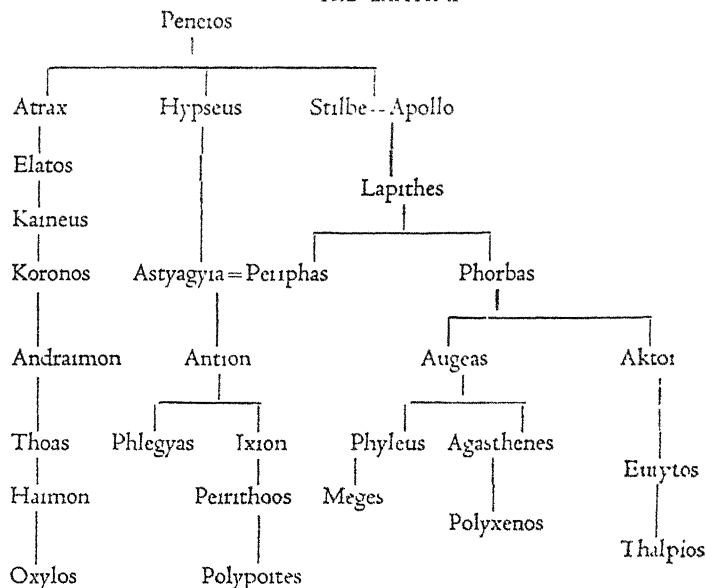 Peneios
Atrax Hypseus Stilbe--Apollo
Elatos
Lapithes
Kaineus
Koronos Astyagyia=Periphas Phorbas
Andraimon Antion Augeas Aktor
Thoas Phlegyas Ixion Phyleus Agasthenes
Eurytos
Haimon Peirithoos Meges
Polyxenos
Thalpios
Oxylos Polypoites